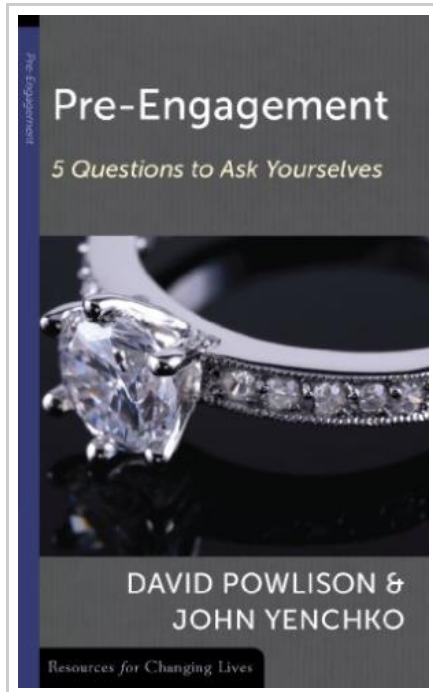 Pre-Engagement
Pre-Engagement
5 Questions to Ask Yourselves
DAVID POWLISON &
JOHN YENCHKO
Resources for Changing Lives